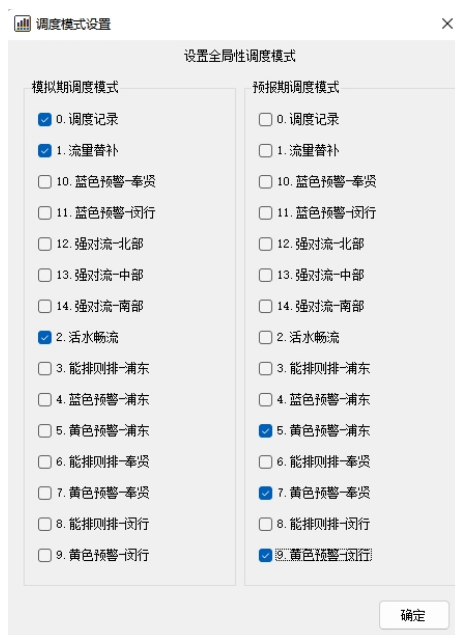 调度模式设置
设置全局性调度模式
模拟期调度模式
0. 调度记录
1. 流量替补
10. 蓝色预警-奉贤
11. 蓝色预警-闵行
12. 强对流-北部
13. 强对流-中部
14. 强对流-南部
2. 活水畅流
3. 能排则排-浦东
4. 蓝色预警-浦东
5. 黄色预警-浦东
6. 能排则排-奉贤
7. 黄色预警-奉贤
8. 能排则排-闵行
9. 黄色预警-闵行
预报期调度模式
0. 调度记录
1. 流量替补
10. 蓝色预警-奉贤
11. 蓝色预警-闵行
12. 强对流-北部
13. 强对流-中部
14. 强对流-南部
2. 活水畅流
3. 能排则排-浦东
4. 蓝色预警-浦东
5. 黄色预警-浦东
6. 能排则排-奉贤
7. 黄色预警-奉贤
8. 能排则排-闵行
9. 黄色预警-闵行
确定